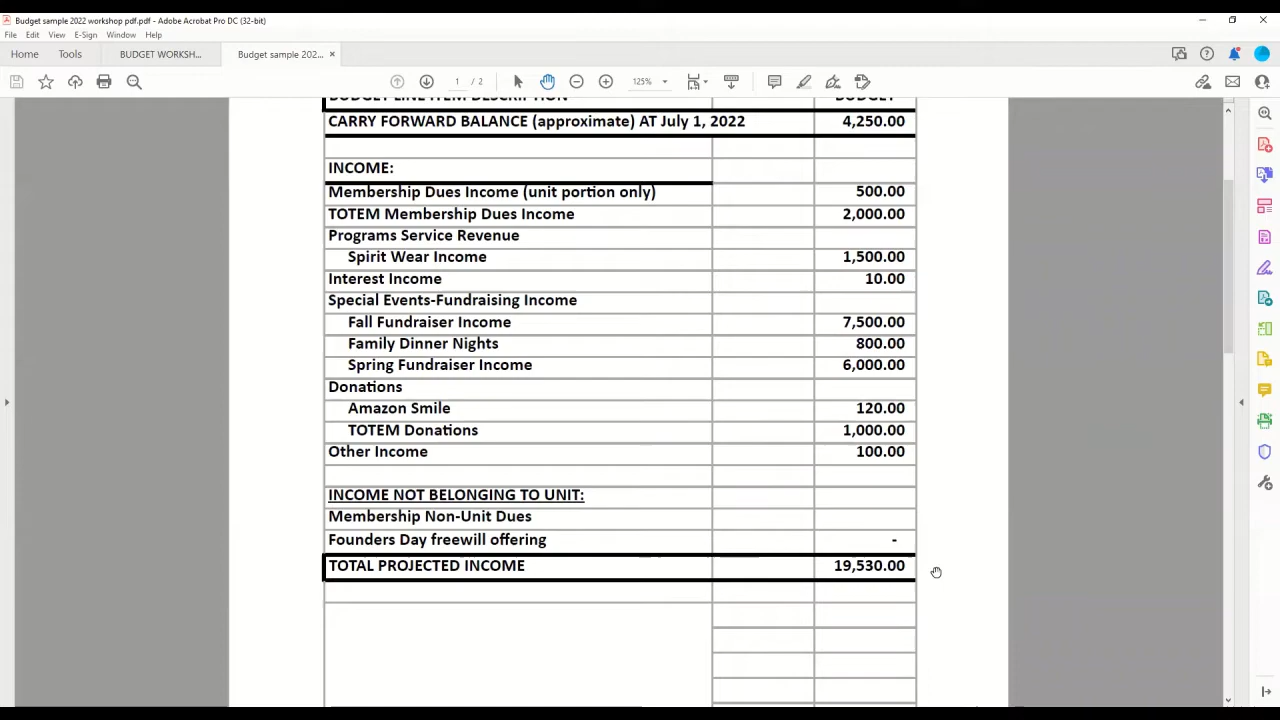 Budget sample 2022 workshop pdf.pdf - Adobe Acrobat Pro DC (32-bit)
File Edit View E-Sign Window Help
Home Tools BUDGET WORKSH... Budget sample 202... ×
1 / 2 125%
BUDGET LINE ITEM DESCRIPTION BUDGET
CARRY FORWARD BALANCE (approximate) AT July 1, 2022 4,250.00
INCOME:
Membership Dues Income (unit portion only) 500.00
TOTEM Membership Dues Income 2,000.00
Programs Service Revenue
Spirit Wear Income 1,500.00
Interest Income 10.00
Special Events-Fundraising Income
Fall Fundraiser Income 7,500.00
Family Dinner Nights 800.00
Spring Fundraiser Income 6,000.00
Donations
Amazon Smile 120.00
TOTEM Donations 1,000.00
Other Income 100.00
INCOME NOT BELONGING TO UNIT:
Membership Non-Unit Dues
Founders Day freewill offering -
TOTAL PROJECTED INCOME 19,530.00